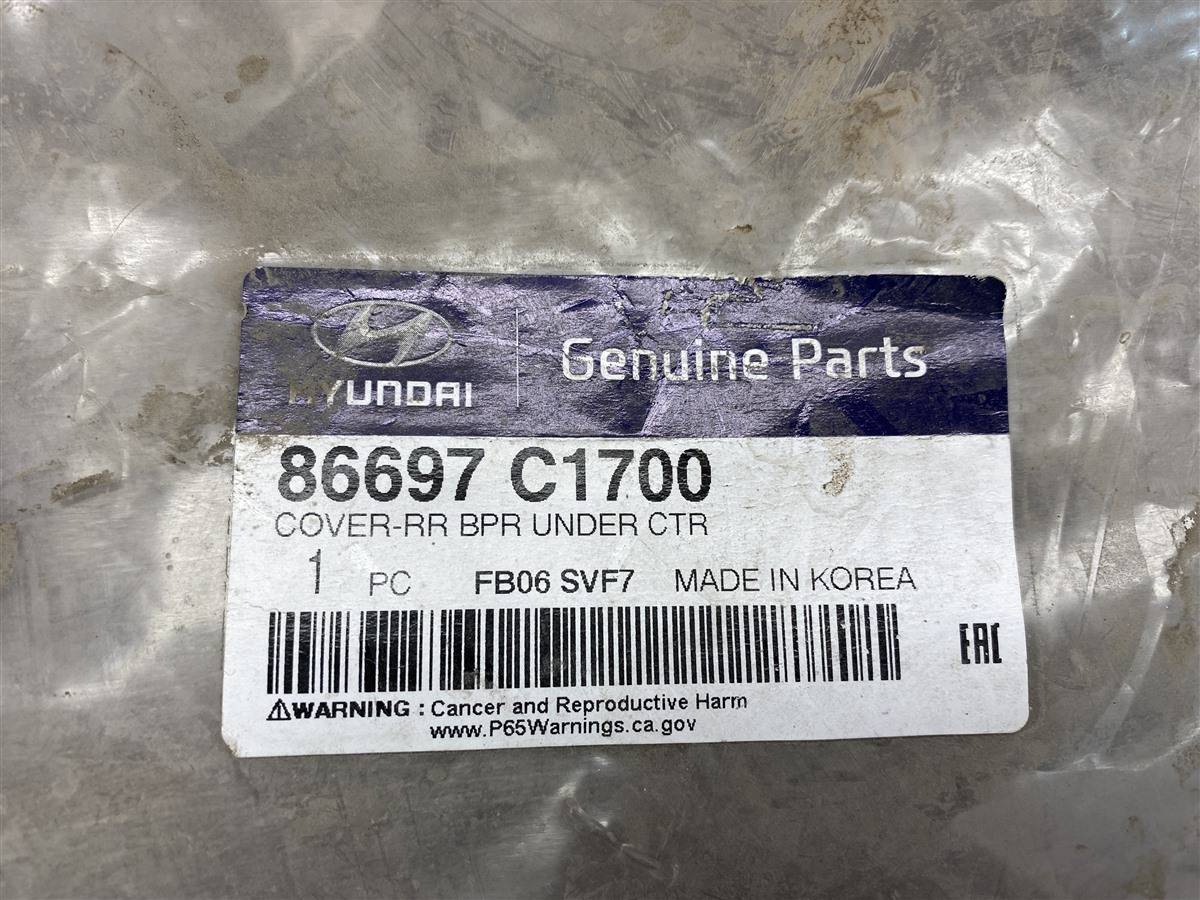 HYUNDAI
Genuine Parts
86697 C1700
COVER-RR BPR UNDER CTR
1 PC FB06 SVF7 MADE IN KOREA
EAC
⚠WARNING : Cancer and Reproductive Harm
www.P65Warnings.ca.gov